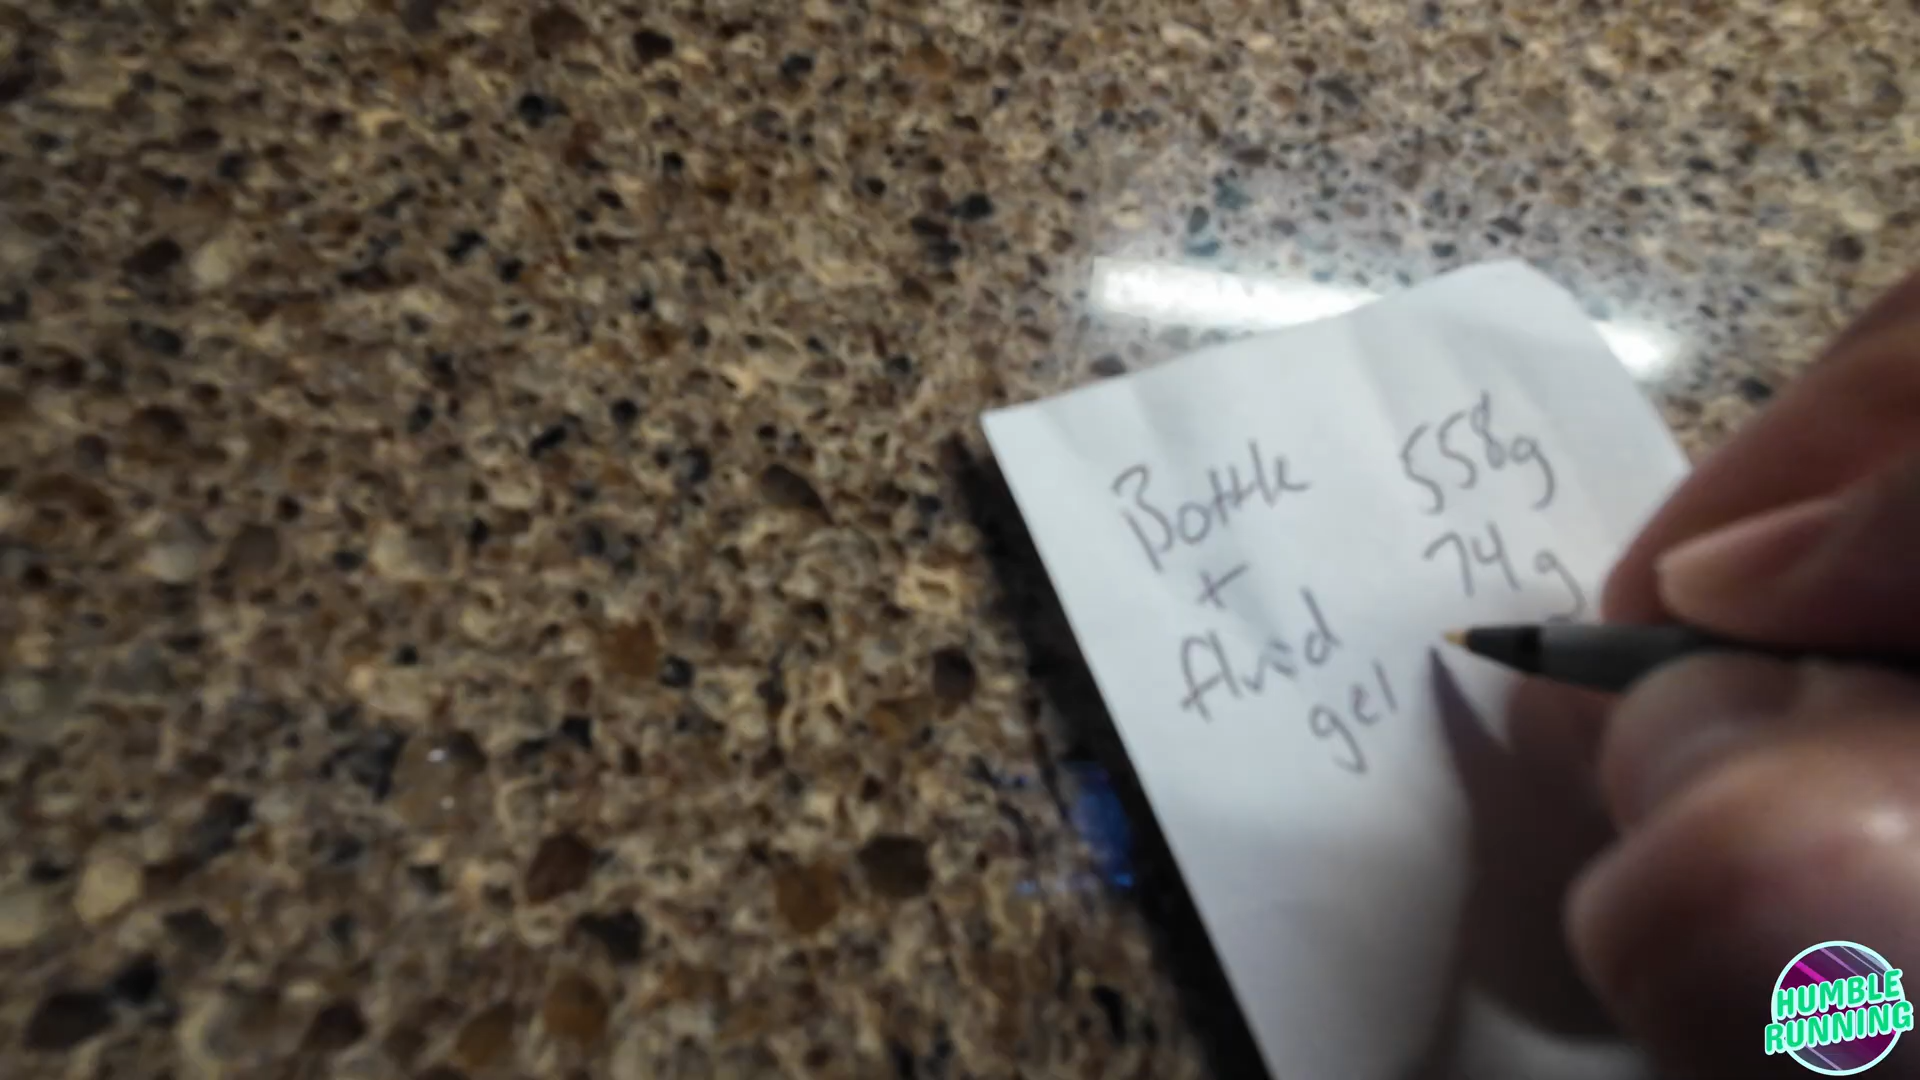 Bottle 558g
+ 74g
fluid
gel
HUMBLE
RUNNING